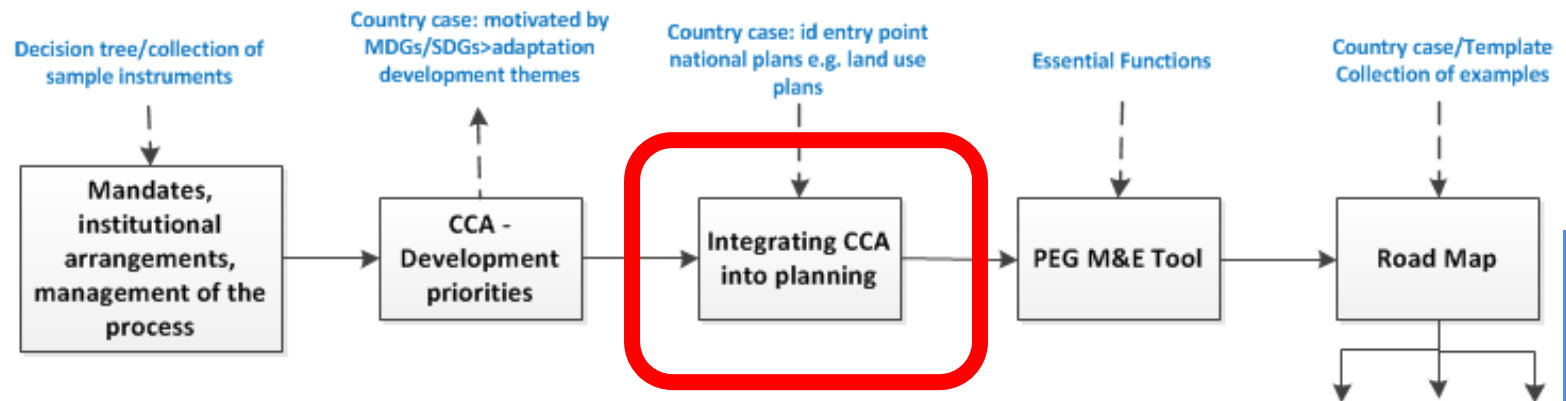 Decision tree/collection of
sample instruments
Country case: motivated by
MDGs/SDGs>adaptation
development themes
Country case: id entry point
national plans e.g. land use
plans
Essential Functions
Country case/Template
Collection of examples
Mandates,
institutional
arrangements,
management of the
process
CCA -
Development
priorities
Integrating CCA
into planning
PEG M&E Tool
Road Map